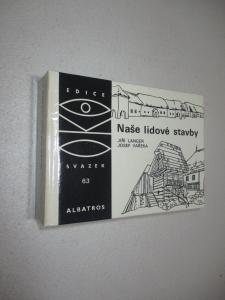 EDICE
OKO
SVAZEK
63
ALBATROS
Naše lidové stavby
JIŘÍ LANGER
JOSEF VAŘEKA